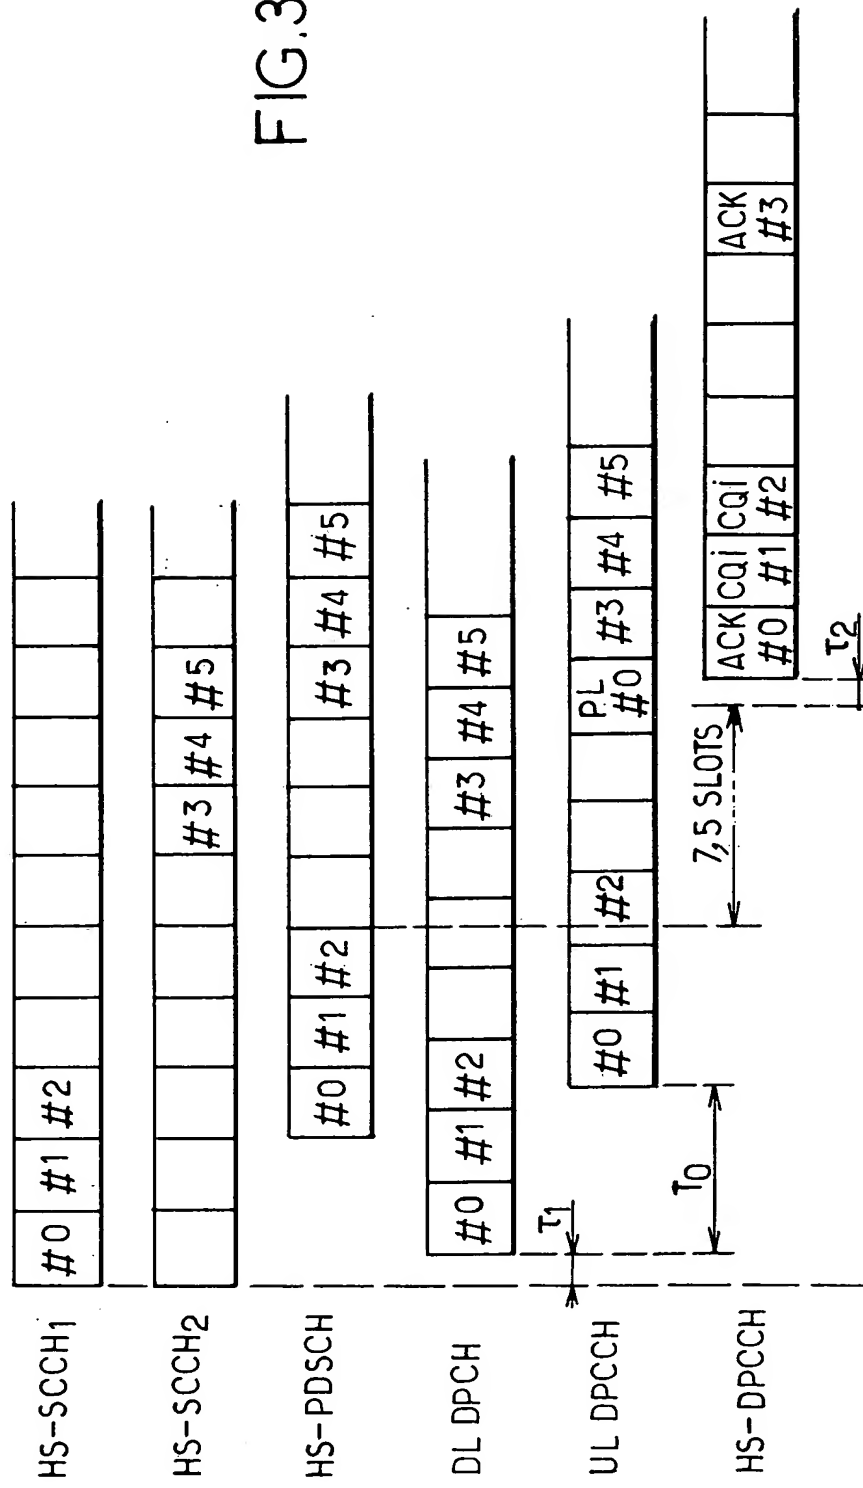 FIG.3
HS-SCCH1
#0 #1 #2
HS-SCCH2
#3 #4 #5
HS-PDSCH
#0 #1 #2 #3 #4 #5
DL DPCH
#0 #1 #2 #3 #4 #5
τ1
UL DPCCH
#0 #1 #2 PL #0 #3 #4 #5
T0
7,5 SLOTS
HS-DPCCH
ACK #0 CQi #1 CQi #2 ACK #3
τ2